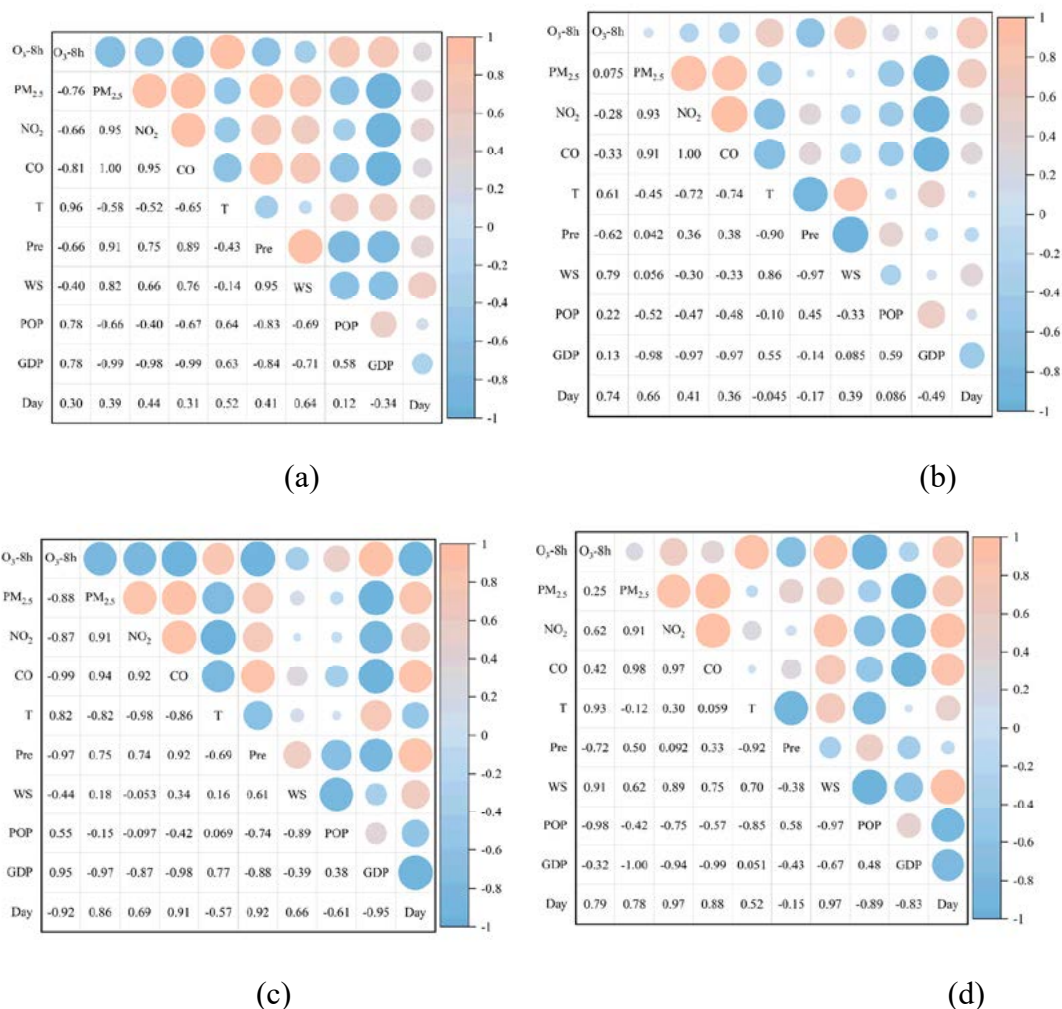 O₃-8h O₃-8h
PM₂.₅ -0.76 PM₂.₅
NO₂ -0.66 0.95 NO₂
CO -0.81 1.00 0.95 CO
T 0.96 -0.58 -0.52 -0.65 T
Pre -0.66 0.91 0.75 0.89 -0.43 Pre
WS -0.40 0.82 0.66 0.76 -0.14 0.95 WS
POP 0.78 -0.66 -0.40 -0.67 0.64 -0.83 -0.69 POP
GDP 0.78 -0.99 -0.98 -0.99 0.63 -0.84 -0.71 0.58 GDP
Day 0.30 0.39 0.44 0.31 0.52 0.41 0.64 0.12 -0.34 Day
1
0.8
0.6
0.4
0.2
0
-0.2
-0.4
-0.6
-0.8
-1
(a)
O₃-8h O₃-8h
PM₂.₅ 0.075 PM₂.₅
NO₂ -0.28 0.93 NO₂
CO -0.33 0.91 1.00 CO
T 0.61 -0.45 -0.72 -0.74 T
Pre -0.62 0.042 0.36 0.38 -0.90 Pre
WS 0.79 0.056 -0.30 -0.33 0.86 -0.97 WS
POP 0.22 -0.52 -0.47 -0.48 -0.10 0.45 -0.33 POP
GDP 0.13 -0.98 -0.97 -0.97 0.55 -0.14 0.085 0.59 GDP
Day 0.74 0.66 0.41 0.36 -0.045 -0.17 0.39 0.086 -0.49 Day
1
0.8
0.6
0.4
0.2
0
-0.2
-0.4
-0.6
-0.8
-1
(b)
O₃-8h O₃-8h
PM₂.₅ -0.88 PM₂.₅
NO₂ -0.87 0.91 NO₂
CO -0.99 0.94 0.92 CO
T 0.82 -0.82 -0.98 -0.86 T
Pre -0.97 0.75 0.74 0.92 -0.69 Pre
WS -0.44 0.18 -0.053 0.34 0.16 0.61 WS
POP 0.55 -0.15 -0.097 -0.42 0.069 -0.74 -0.89 POP
GDP 0.95 -0.97 -0.87 -0.98 0.77 -0.88 -0.39 0.38 GDP
Day -0.92 0.86 0.69 0.91 -0.57 0.92 0.66 -0.61 -0.95 Day
1
0.8
0.6
0.4
0.2
0
-0.2
-0.4
-0.6
-0.8
-1
(c)
O₃-8h O₃-8h
PM₂.₅ 0.25 PM₂.₅
NO₂ 0.62 0.91 NO₂
CO 0.42 0.98 0.97 CO
T 0.93 -0.12 0.30 0.059 T
Pre -0.72 0.50 0.092 0.33 -0.92 Pre
WS 0.91 0.62 0.89 0.75 0.70 -0.38 WS
POP -0.98 -0.42 -0.75 -0.57 -0.85 0.58 -0.97 POP
GDP -0.32 -1.00 -0.94 -0.99 0.051 -0.43 -0.67 0.48 GDP
Day 0.79 0.78 0.97 0.88 0.52 -0.15 0.97 -0.89 -0.83 Day
1
0.8
0.6
0.4
0.2
0
-0.2
-0.4
-0.6
-0.8
-1
(d)